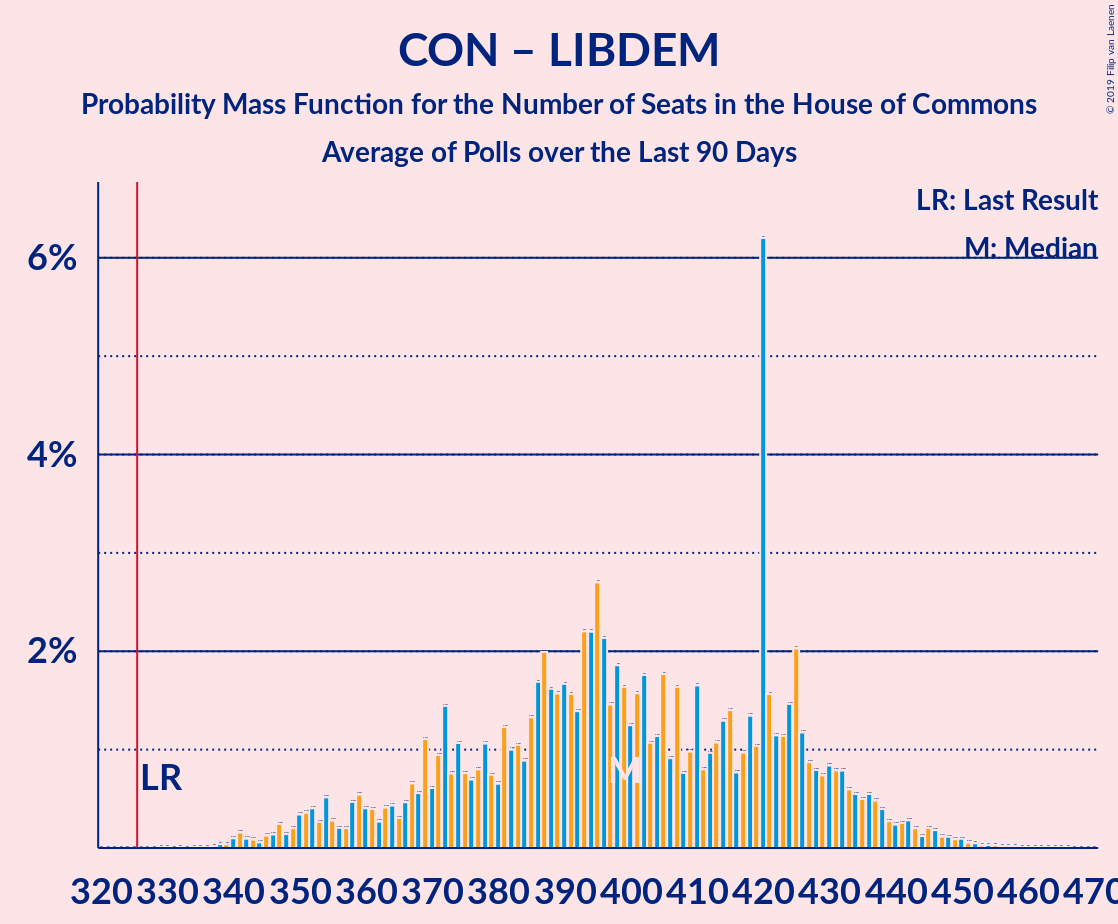 CON – LIBDEM
Probability Mass Function for the Number of Seats in the House of Commons
Average of Polls over the Last 90 Days
© 2019 Filip van Laenen
LR: Last Result
M: Median
6%
4%
2%
LR
M
320 330 340 350 360 370 380 390 400 410 420 430 440 450 460 470